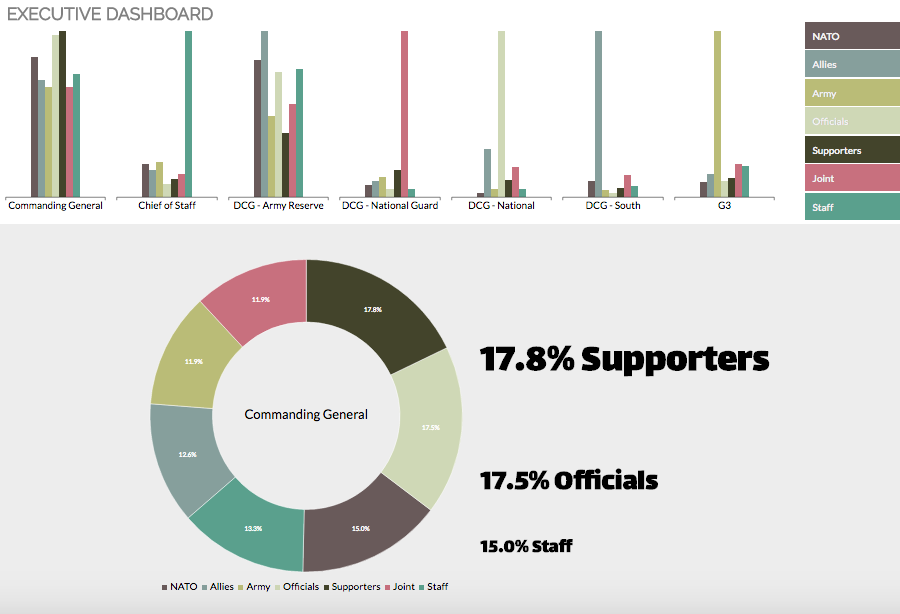 EXECUTIVE DASHBOARD
Commanding General
Chief of Staff
DCG - Army Reserve
DCG - National Guard
DCG - National
DCG - South
G3
NATO
Allies
Army
Officials
Supporters
Joint
Staff
11.9%
17.8%
11.9%
17.5%
12.6%
13.3%
15.0%
Commanding General
17.8% Supporters
17.5% Officials
15.0% Staff
NATO Allies Army Officials Supporters Joint Staff